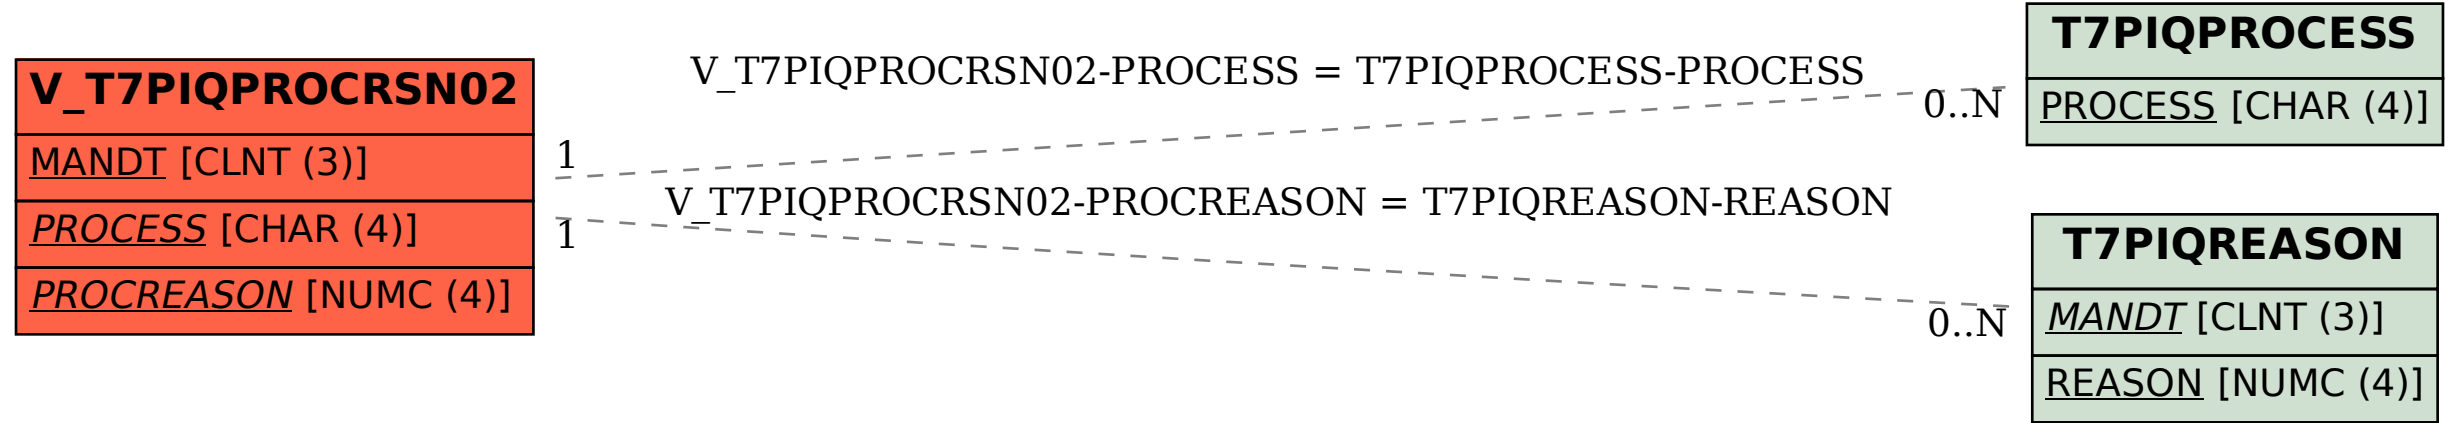 V_T7PIQPROCRSN02
MANDT [CLNT (3)]
PROCESS [CHAR (4)]
PROCREASON [NUMC (4)]
V_T7PIQPROCRSN02-PROCESS = T7PIQPROCESS-PROCESS
1
0..N
V_T7PIQPROCRSN02-PROCREASON = T7PIQREASON-REASON
1
0..N
T7PIQPROCESS
PROCESS [CHAR (4)]
T7PIQREASON
MANDT [CLNT (3)]
REASON [NUMC (4)]